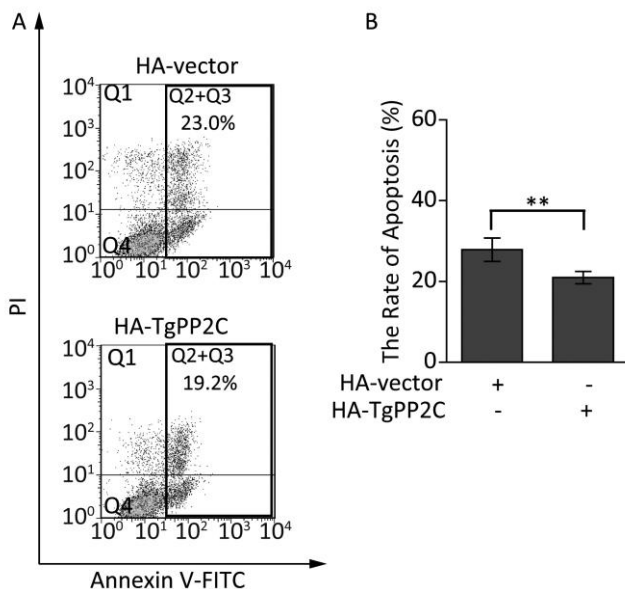 A
HA-vector
10⁴
10³
10²
10¹
10⁰
Q1
Q2+Q3
23.0%
Q4
10⁰ 10¹ 10² 10³ 10⁴
HA-TgPP2C
10⁴
10³
10²
10¹
10⁰
Q1
Q2+Q3
19.2%
Q4
10⁰ 10¹ 10² 10³ 10⁴
PI
Annexin V-FITC
B
The Rate of Apoptosis (%)
60
40
20
0
**
HA-vector + -
HA-TgPP2C - +